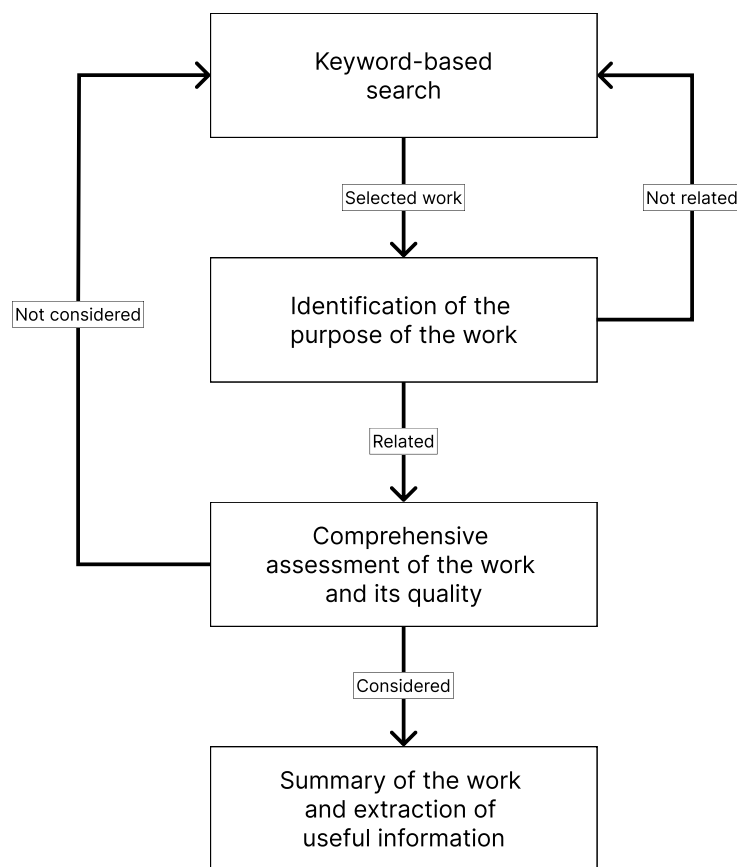 Keyword-based
search
Selected work
Not related
Identification of the
purpose of the work
Not considered
Related
Comprehensive
assessment of the work
and its quality
Considered
Summary of the work
and extraction of
useful information